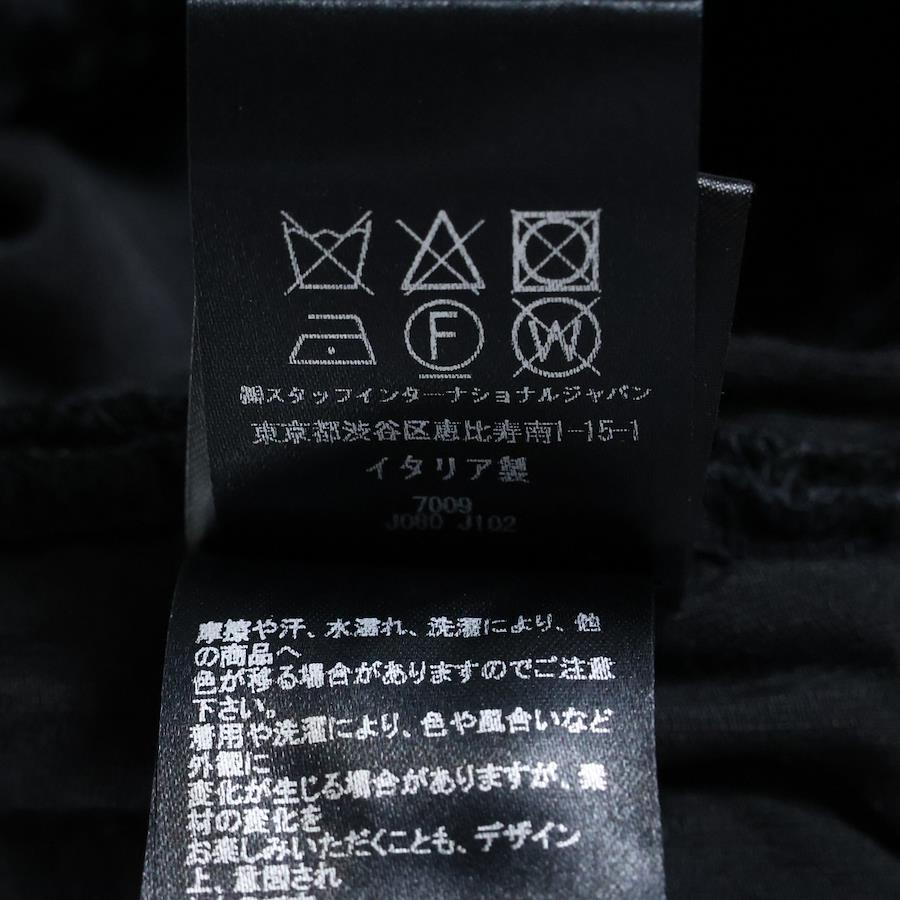 F
W
㈱スタッフインターナショナルジャパン
東京都渋谷区恵比寿南1-15-1
イタリア製
7009
J080 J102
摩擦や汗、水濡れ、洗濯により、他
の商品へ
色が移る場合がありますのでご注意
下さい。
着用や洗濯により、色や風合いなど
外観に
変化が生じる場合がありますが、素
材の変化を
お楽しみいただくことも、デザイン
上、意図され